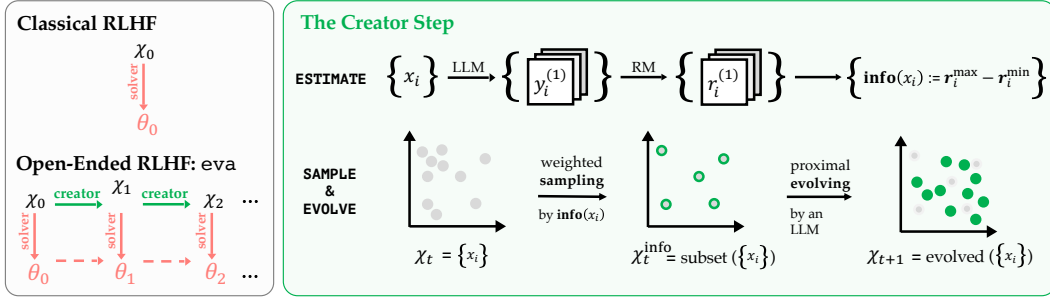 Classical RLHF
χ₀
solver
θ₀
Open-Ended RLHF: eva
χ₀ creator χ₁ creator χ₂ ...
solver solver solver
θ₀ θ₁ θ₂ ...
The Creator Step
ESTIMATE
{xᵢ} LLM {yᵢ⁽¹⁾} RM {rᵢ⁽¹⁾} {info(xᵢ) := rᵢᵐᵃˣ − rᵢᵐⁱⁿ}
SAMPLE
&
EVOLVE
weighted
sampling
by info(xᵢ)
proximal
evolving
by an
LLM
χₜ = {xᵢ}
χₜⁱⁿᶠᵒ = subset ({xᵢ})
χₜ₊₁ = evolved ({xᵢ})